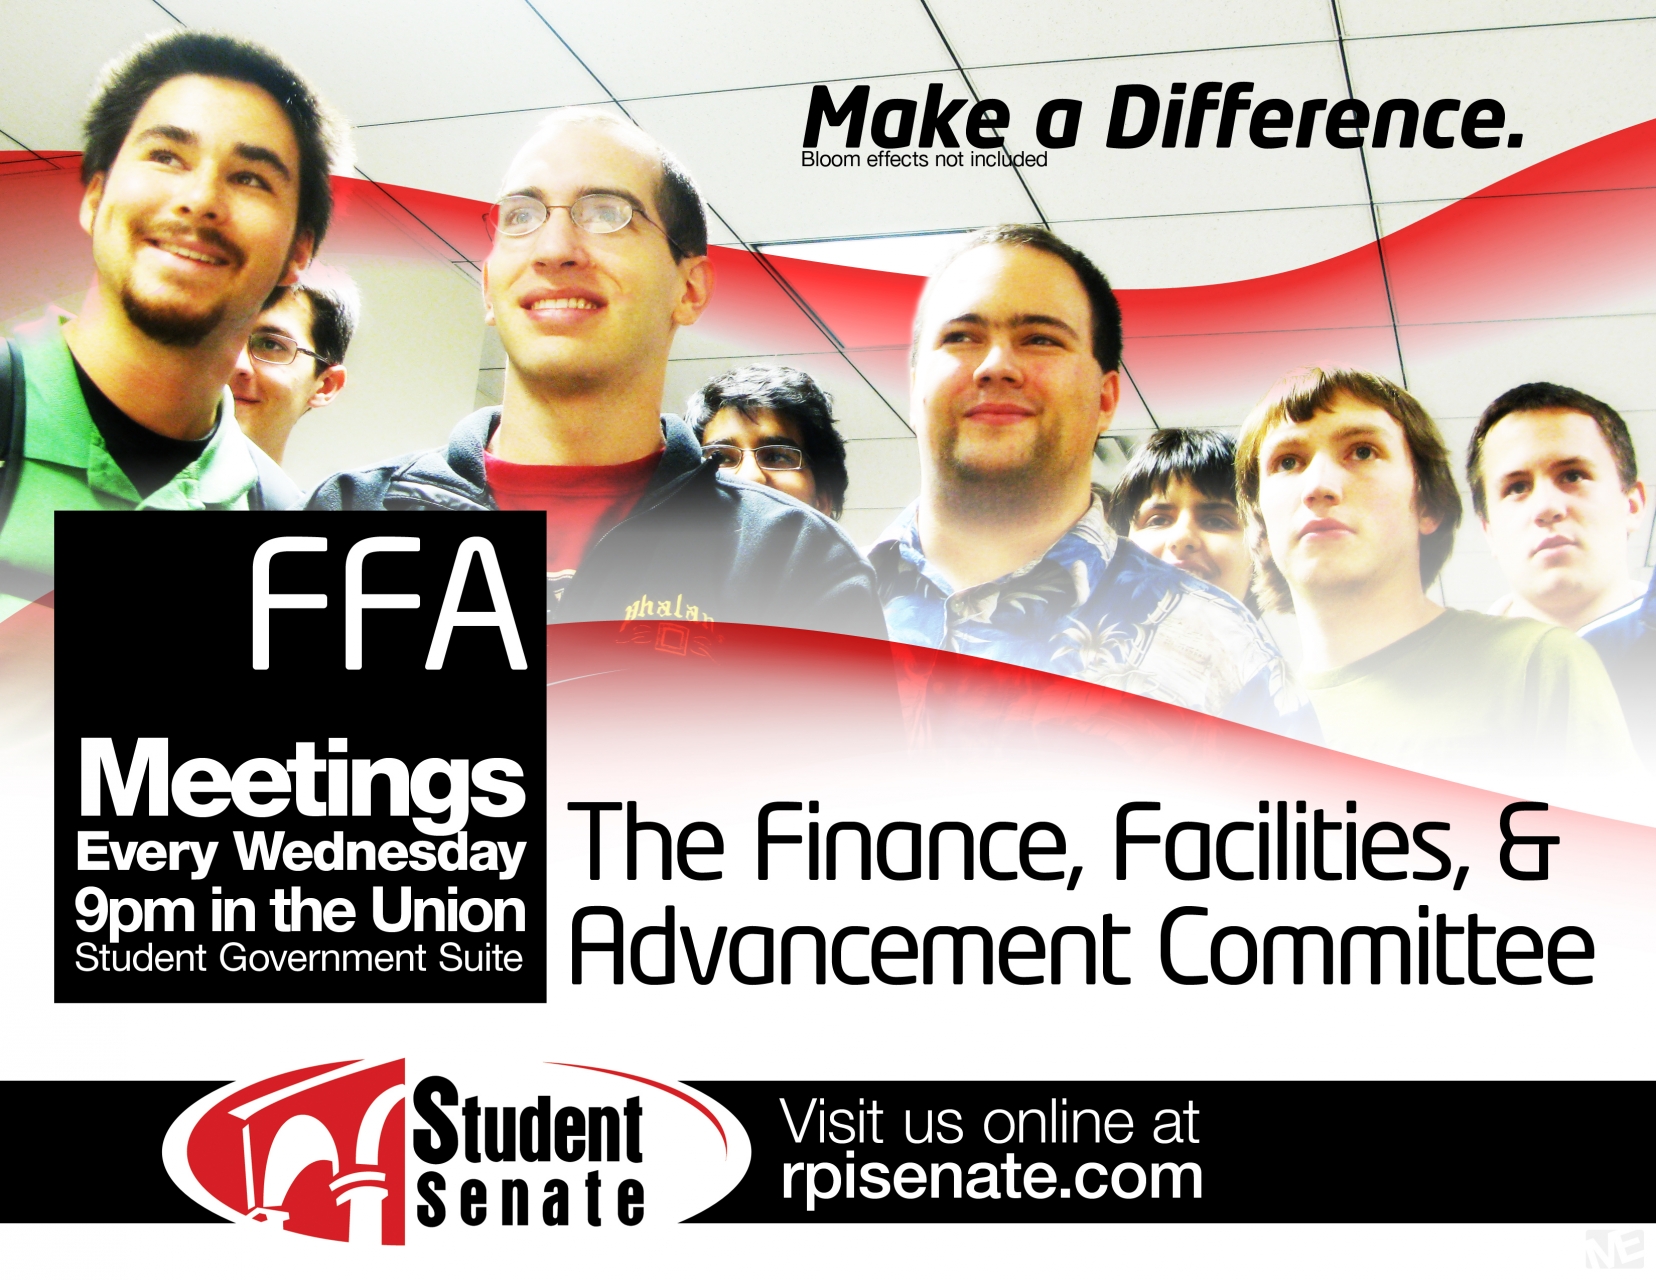 Make a Difference.
Bloom effects not included
FFA
Meetings
Every Wednesday
9pm in the Union
Student Government Suite
The Finance, Facilities, &
Advancement Committee
Student
Senate
Visit us online at
rpisenate.com